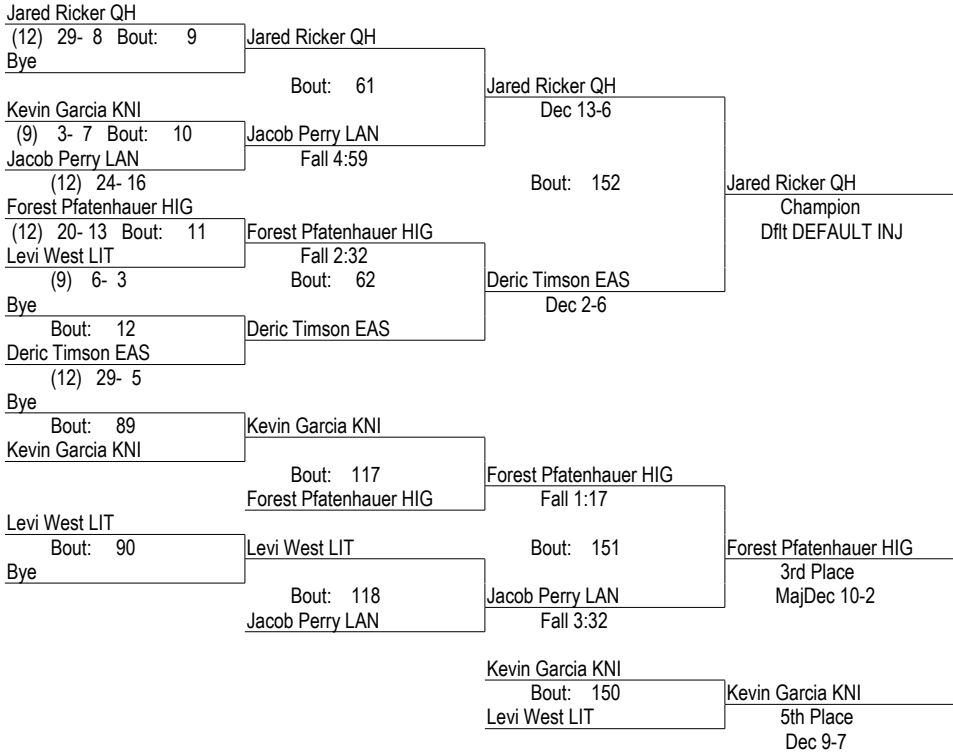 Jared Ricker QH
(12) 29- 8 Bout: 9
Jared Ricker QH
Bye
Bout: 61
Jared Ricker QH
Dec 13-6
Kevin Garcia KNI
(9) 3- 7 Bout: 10
Jacob Perry LAN
Jacob Perry LAN
Fall 4:59
(12) 24- 16
Bout: 152
Jared Ricker QH
Champion
Dflt DEFAULT INJ
Forest Pfatenhauer HIG
(12) 20- 13 Bout: 11
Forest Pfatenhauer HIG
Levi West LIT
Fall 2:32
(9) 6- 3
Bout: 62
Deric Timson EAS
Dec 2-6
Bye
Bout: 12
Deric Timson EAS
Deric Timson EAS
(12) 29- 5
Bye
Bout: 89
Kevin Garcia KNI
Kevin Garcia KNI
Bout: 117
Forest Pfatenhauer HIG
Forest Pfatenhauer HIG
Fall 1:17
Levi West LIT
Bout: 90
Levi West LIT
Bout: 151
Forest Pfatenhauer HIG
Bye
3rd Place
Bout: 118
Jacob Perry LAN
MajDec 10-2
Jacob Perry LAN
Fall 3:32
Kevin Garcia KNI
Bout: 150
Kevin Garcia KNI
Levi West LIT
5th Place
Dec 9-7